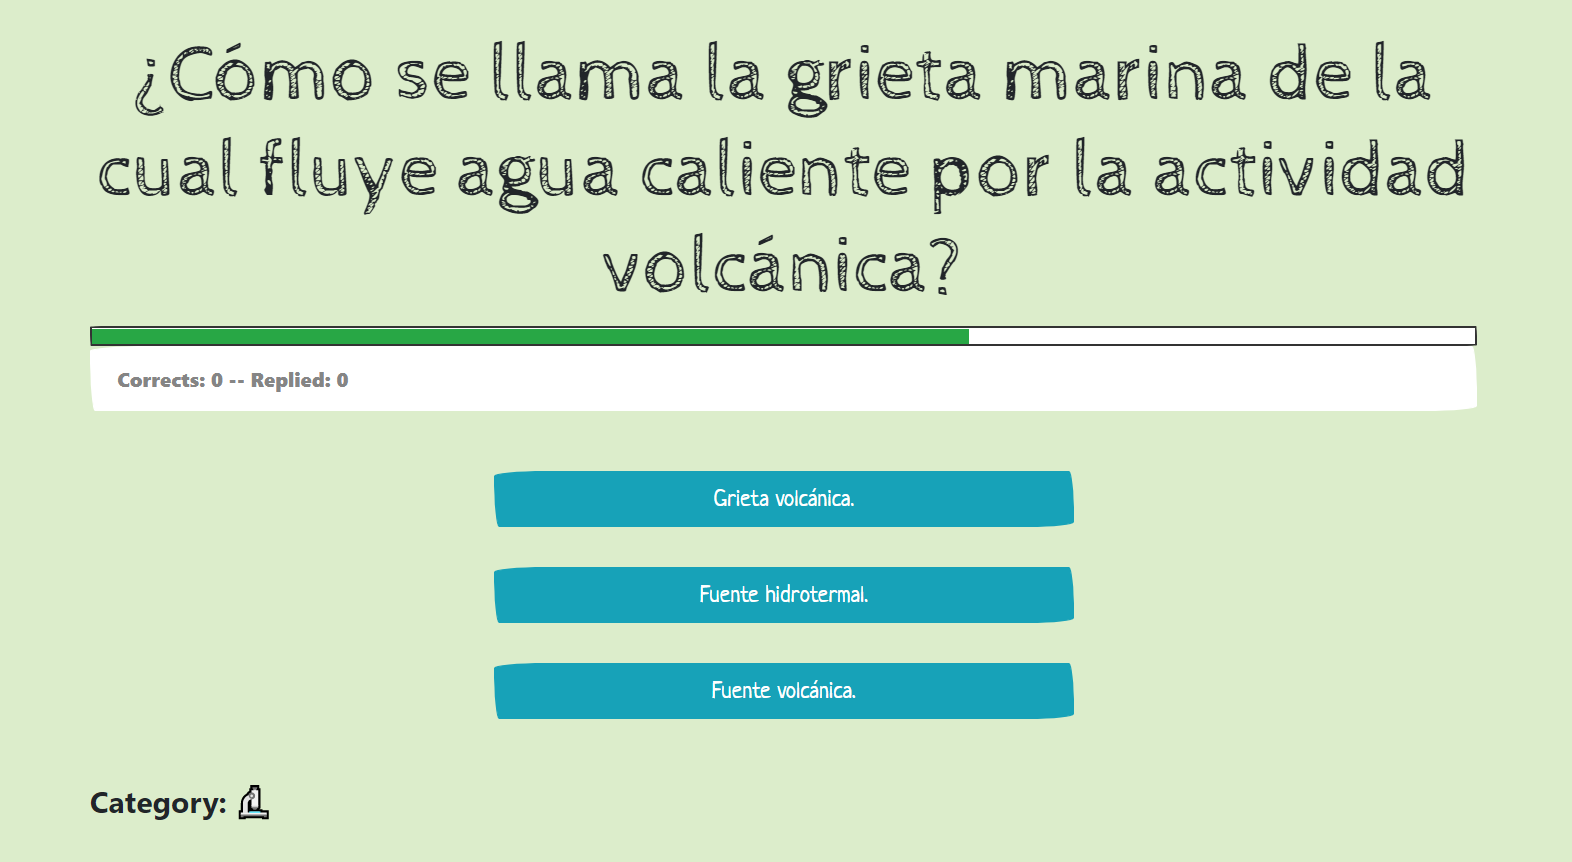 ¿Cómo se llama la grieta marina de la
cual fluye agua caliente por la actividad
volcánica?
Corrects: 0 -- Replied: 0
Grieta volcánica.
Fuente hidrotermal.
Fuente volcánica.
Category: